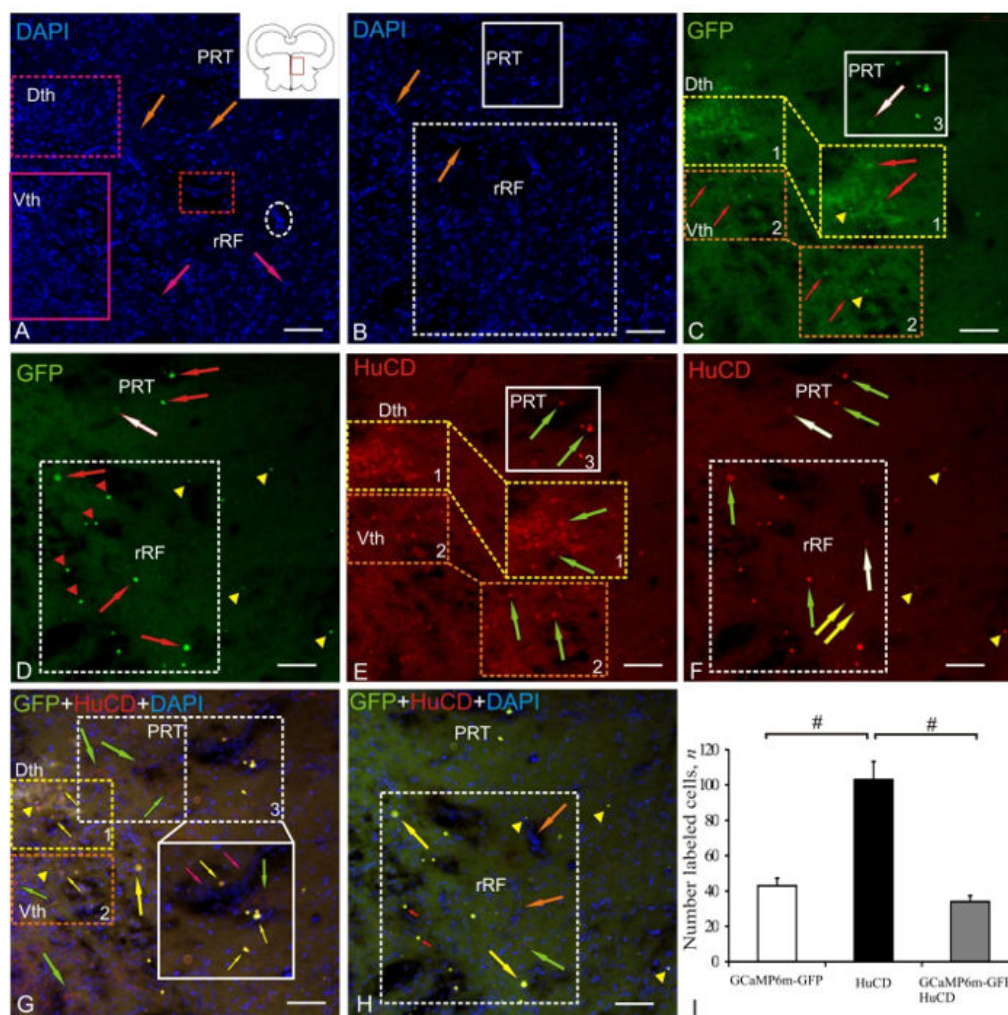 DAPI
PRT
Dth
Vth
rRF
A
DAPI
PRT
rRF
B
GFP
PRT
3
Dth
1
1
Vth
2
2
C
GFP
PRT
rRF
D
HuCD
PRT
3
Dth
1
1
Vth
2
2
E
HuCD
PRT
rRF
F
GFP+HuCD+DAPI
PRT
Dth
1
3
Vth
2
G
GFP+HuCD+DAPI
PRT
rRF
H
# #
Number labeled cells, n
120
100
80
60
40
20
0
GCaMP6m-GFP
HuCD
GCaMP6m-GFP
HuCD
I